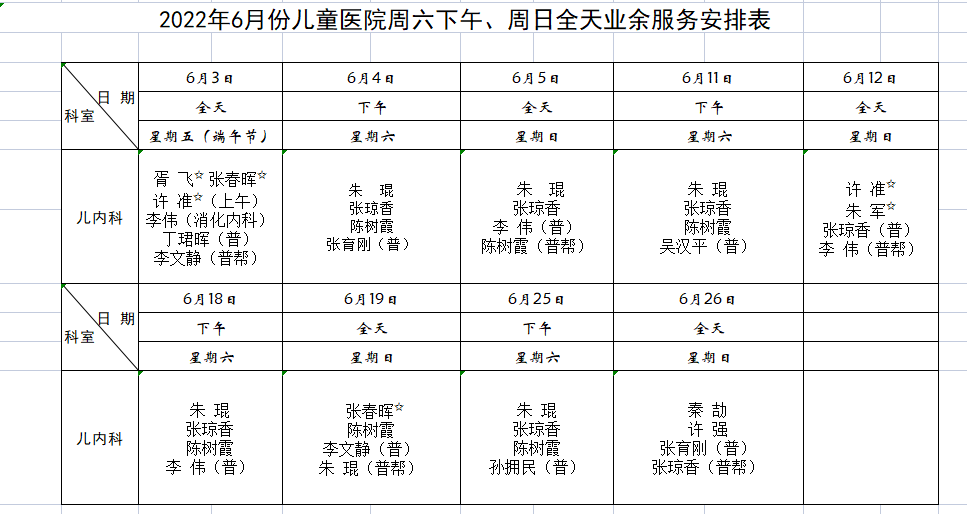 2022年6月份儿童医院周六下午、周日全天业余服务安排表
日 期
科室
6月3日
6月4日
6月5日
6月11日
6月12日
全天
下午
全天
下午
全天
星期五（端午节）
星期六
星期日
星期六
星期日
儿内科
胥 飞☆ 张春晖☆
许 准☆（上午）
李伟（消化内科）
丁珺晖（普）
李文静（普帮）
朱 琨
张琼香
陈树霞
张育刚（普）
朱 琨
张琼香
李 伟（普）
陈树霞（普帮）
朱 琨
张琼香
陈树霞
吴汉平（普）
许 准☆
朱 军☆
张琼香（普）
李 伟（普帮）
日 期
科室
6月18日
6月19日
6月25日
6月26日
下午
全天
下午
全天
星期六
星期日
星期六
星期日
儿内科
朱 琨
张琼香
陈树霞
李 伟（普）
张春晖☆
陈树霞
李文静（普）
朱 琨（普帮）
朱 琨
张琼香
陈树霞
孙拥民（普）
秦 劼
许 强
张育刚（普）
张琼香（普帮）